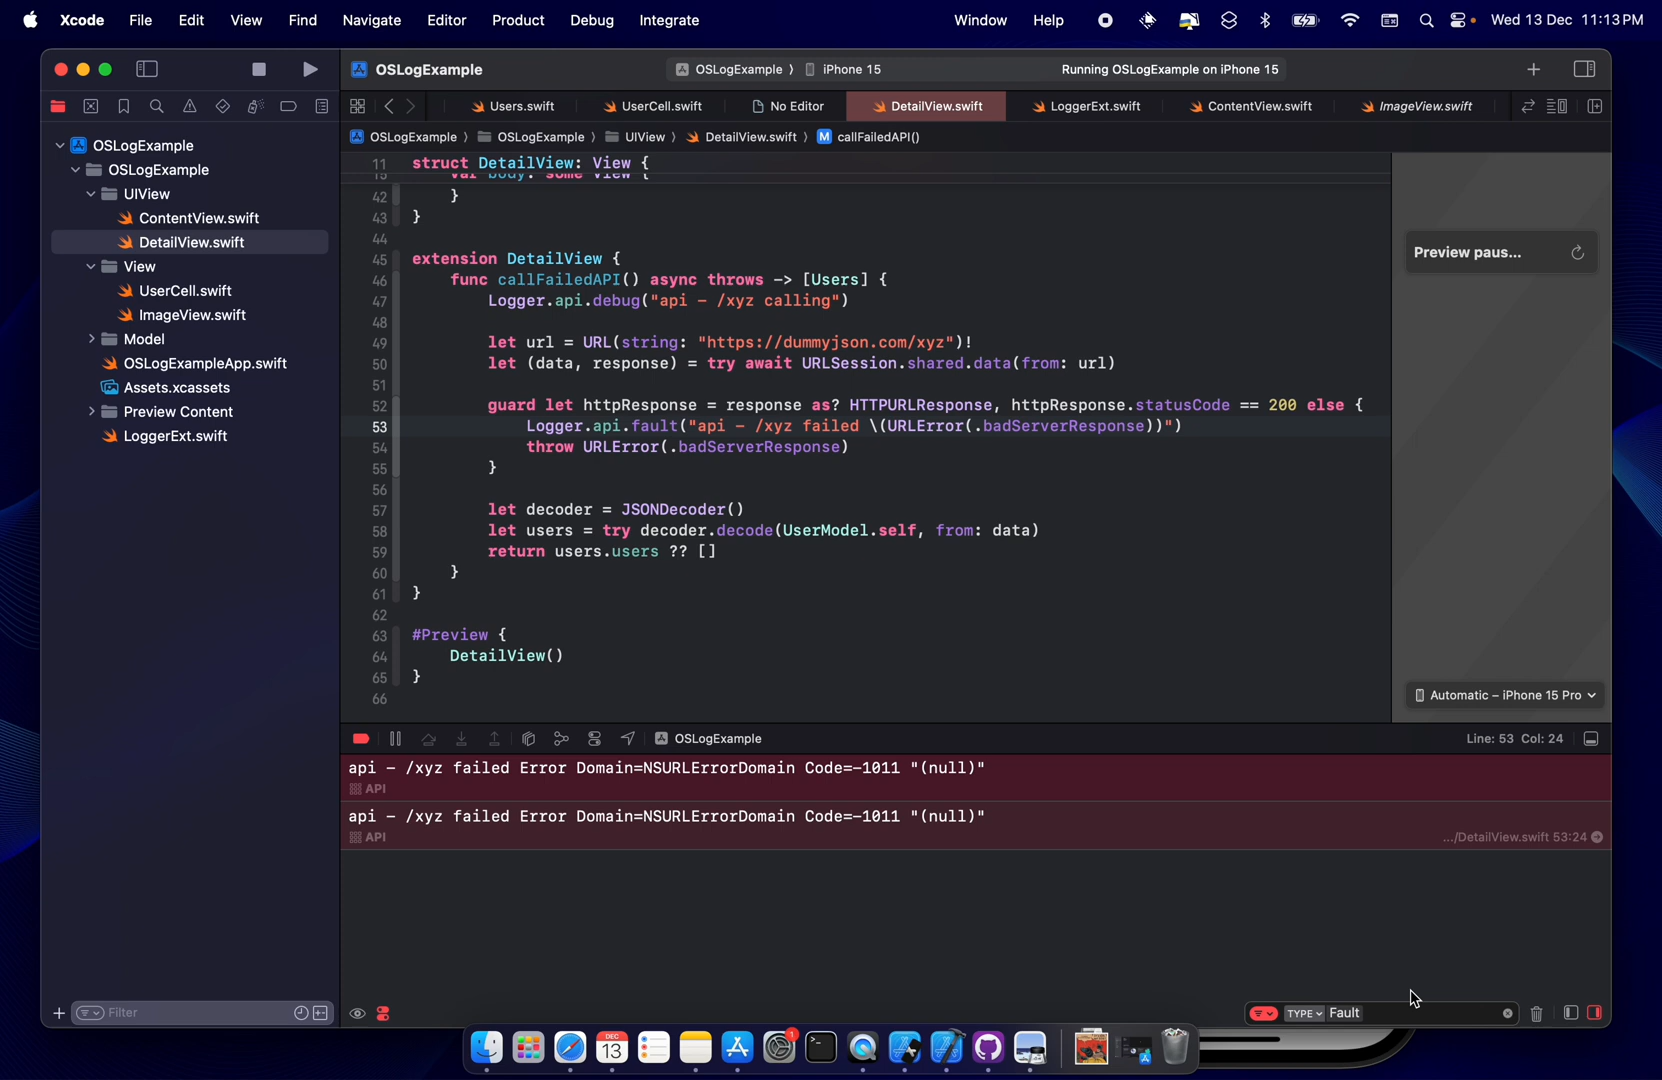 Xcode File Edit View Find Navigate Editor Product Debug Integrate Window Help Wed 13 Dec 11:13 PM
OSLogExample
OSLogExample 〉 iPhone 15
Running OSLogExample on iPhone 15
Users.swift UserCell.swift No Editor DetailView.swift LoggerExt.swift ContentView.swift ImageView.swift
OSLogExample 〉 OSLogExample 〉 UIView 〉 DetailView.swift 〉 M callFailedAPI()
OSLogExample
OSLogExample
UIView
ContentView.swift
DetailView.swift
View
UserCell.swift
ImageView.swift
Model
OSLogExampleApp.swift
Assets.xcassets
Preview Content
LoggerExt.swift
Filter
11 struct DetailView: View {
15 var body: some View {
42 }
43 }
44
45 extension DetailView {
46 func callFailedAPI() async throws -> [Users] {
47 Logger.api.debug("api - /xyz calling")
48
49 let url = URL(string: "https://dummyjson.com/xyz")!
50 let (data, response) = try await URLSession.shared.data(from: url)
51
52 guard let httpResponse = response as? HTTPURLResponse, httpResponse.statusCode == 200 else {
53 Logger.api.fault("api - /xyz failed \(URLError(.badServerResponse))")
54 throw URLError(.badServerResponse)
55 }
56
57 let decoder = JSONDecoder()
58 let users = try decoder.decode(UserModel.self, from: data)
59 return users.users ?? []
60 }
61 }
62
63 #Preview {
64 DetailView()
65 }
66
Preview paus...
Automatic – iPhone 15 Pro
OSLogExample
Line: 53 Col: 24
api - /xyz failed Error Domain=NSURLErrorDomain Code=-1011 "(null)"
API
api - /xyz failed Error Domain=NSURLErrorDomain Code=-1011 "(null)"
API
.../DetailView.swift 53:24
TYPE Fault
DEC
13
1